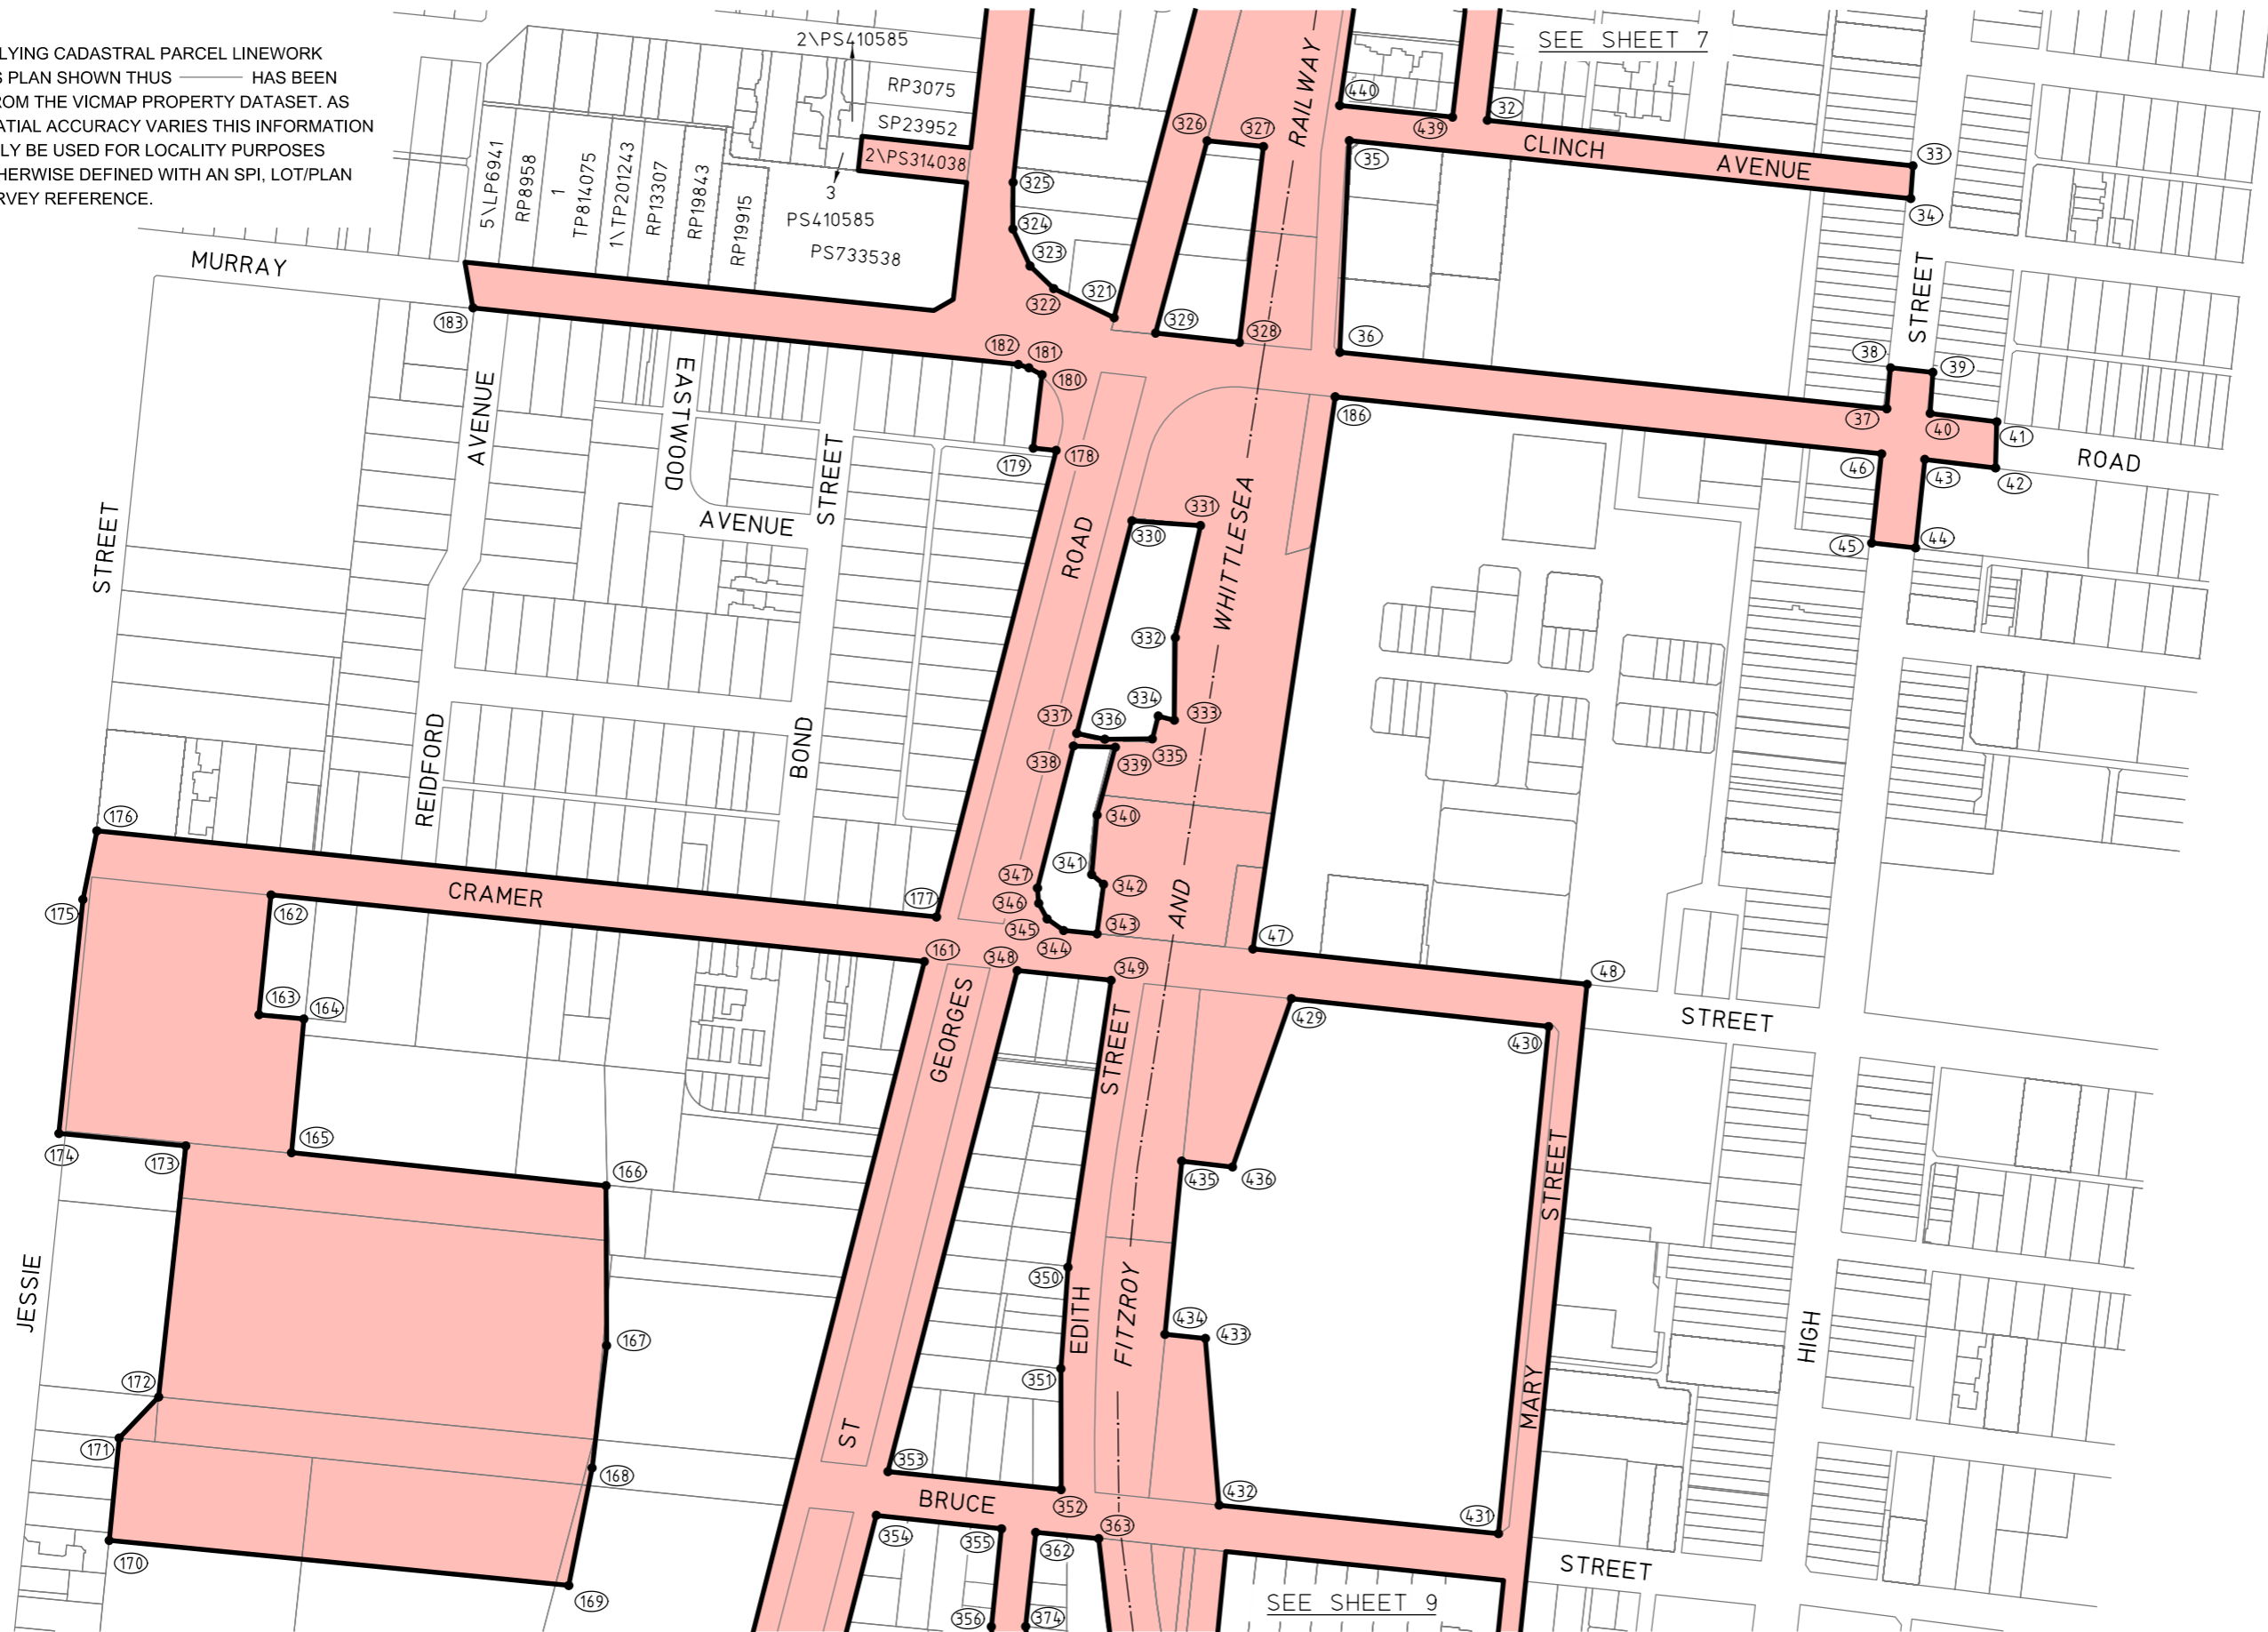 LYING CADASTRAL PARCEL LINEWORK
S PLAN SHOWN THUS ——— HAS BEEN
ROM THE VICMAP PROPERTY DATASET. AS
ATIAL ACCURACY VARIES THIS INFORMATION
LY BE USED FOR LOCALITY PURPOSES
HERWISE DEFINED WITH AN SPI, LOT/PLAN
RVEY REFERENCE.
2\PS410585
RP3075
SP23952
2\PS314038
3
PS410585
PS733538
5\LP6941
RP8958
1
TP814075
1\TP201243
RP13307
RP19843
RP19915
SEE SHEET 7
RAILWAY
440
439
32
326
327
35
CLINCH
AVENUE
33
34
325
324
323
322
321
329
328
36
MURRAY
183
182
181
180
179
178
186
STREET
38
39
37
40
41
42
43
46
45
44
ROAD
AVENUE
EASTWOOD
STREET
AVENUE
STREET
ROAD
330
331
WHITTLESEA
332
334
333
337
336
335
338
339
340
341
342
347
346
345
344
343
REIDFORD
BOND
176
175
CRAMER
162
177
161
163
164
AND
47
48
348
349
GEORGES
STREET
429
430
STREET
165
174
173
166
435
436
STREET
JESSIE
350
EDITH
FITZROY
434
433
167
351
HIGH
172
171
MARY
ST
353
168
BRUCE
352
432
431
354
355
362
363
170
169
356
374
STREET
SEE SHEET 9